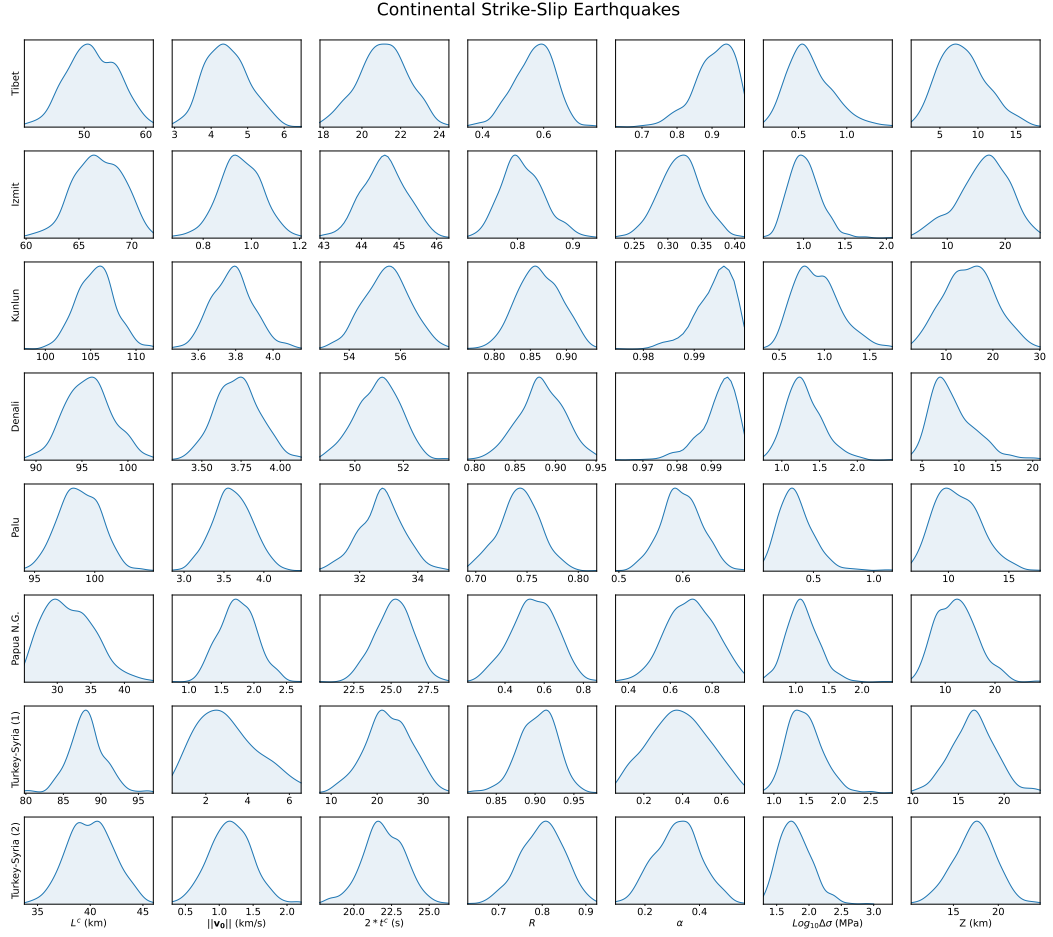 Continental Strike-Slip Earthquakes
Tibet
50 60 3 4 5 6 18 20 22 24 0.4 0.6 0.7 0.8 0.9 0.5 1.0 5 10 15
Izmit
60 65 70 0.8 1.0 1.2 43 44 45 46 0.8 0.9 0.25 0.30 0.35 0.40 1.0 1.5 2.0 10 20
Kunlun
100 105 110 3.6 3.8 4.0 54 56 0.80 0.85 0.90 0.98 0.99 0.5 1.0 1.5 10 20 30
Denali
90 95 100 3.50 3.75 4.00 50 52 0.80 0.85 0.90 0.95 0.97 0.98 0.99 1.0 1.5 2.0 5 10 15 20
Palu
95 100 3.0 3.5 4.0 32 34 0.70 0.75 0.80 0.5 0.6 0.5 1.0 10 15
Papua N.G.
30 35 40 1.0 1.5 2.0 2.5 22.5 25.0 27.5 0.4 0.6 0.8 0.4 0.6 0.8 1.0 2.0 10 20
Turkey-Syria (1)
80 85 90 95 2 4 6 10 20 30 0.85 0.90 0.95 0.2 0.4 0.6 1.0 1.5 2.0 2.5 10 15 20
Turkey-Syria (2)
35 40 45 0.5 1.0 1.5 2.0 20.0 22.5 25.0 0.7 0.8 0.9 0.2 0.4 1.5 2.0 2.5 3.0 10 15 20
L^c (km) ||v₀|| (km/s) 2 * t^c (s) R α Log₁₀Δσ (MPa) Z (km)